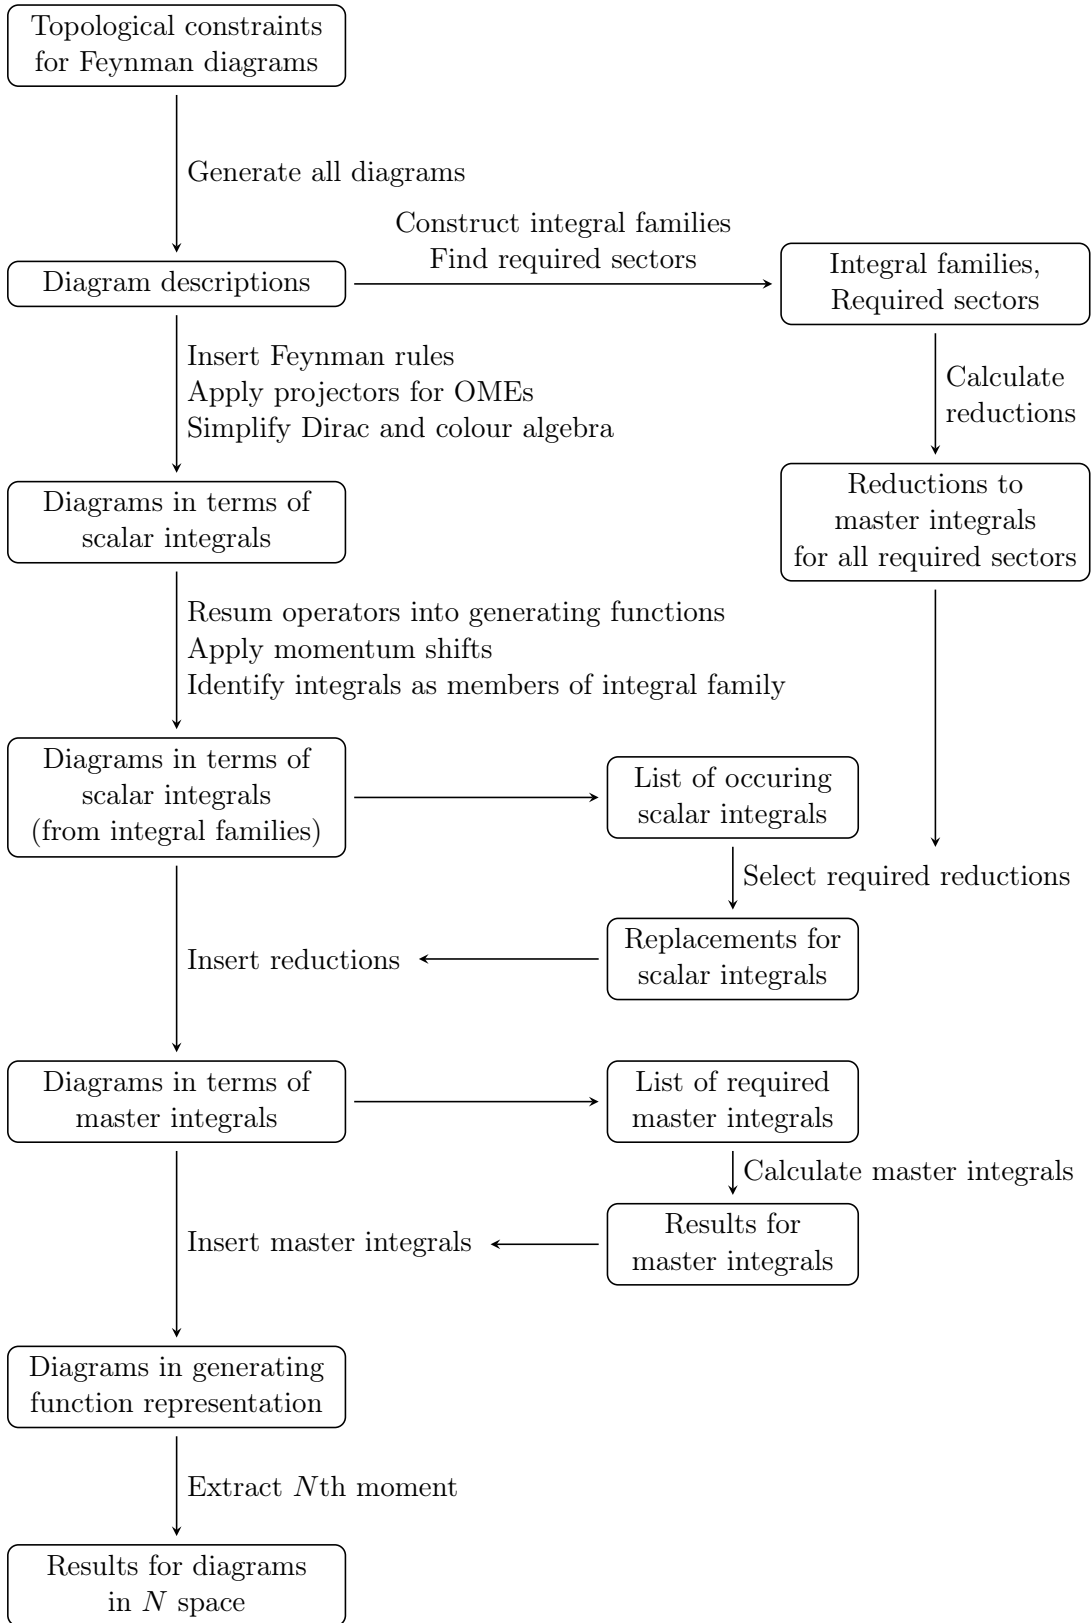 Topological constraints
for Feynman diagrams
Generate all diagrams
Construct integral families
Find required sectors
Diagram descriptions
Integral families,
Required sectors
Insert Feynman rules
Apply projectors for OMEs
Simplify Dirac and colour algebra
Calculate
reductions
Diagrams in terms of
scalar integrals
Reductions to
master integrals
for all required sectors
Resum operators into generating functions
Apply momentum shifts
Identify integrals as members of integral family
Diagrams in terms of
scalar integrals
(from integral families)
List of occuring
scalar integrals
Select required reductions
Insert reductions
Replacements for
scalar integrals
Diagrams in terms of
master integrals
List of required
master integrals
Calculate master integrals
Insert master integrals
Results for
master integrals
Diagrams in generating
function representation
Extract Nth moment
Results for diagrams
in N space